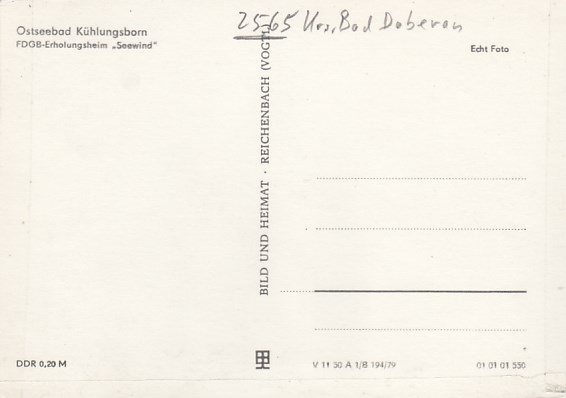 2565 Krs. Bad Doberan
Ostseebad Kühlungsborn
FDGB-Erholungsheim „Seewind"
Echt Foto
BILD UND HEIMAT · REICHENBACH (VOGTL
DDR 0,20 M
V 11 50 A 1/B 194/79
01 01 01 550